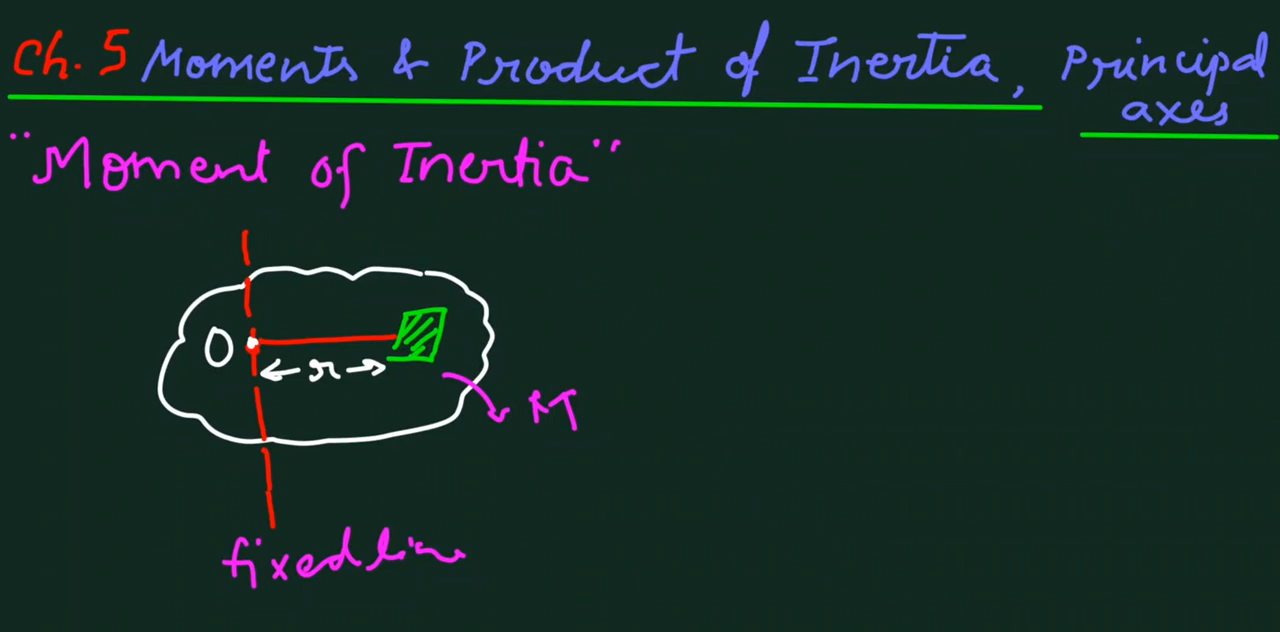 Ch. 5 Moments & Product of Inertia, Principal
axes
"Moment of Inertia"
O
r
M
fixed line